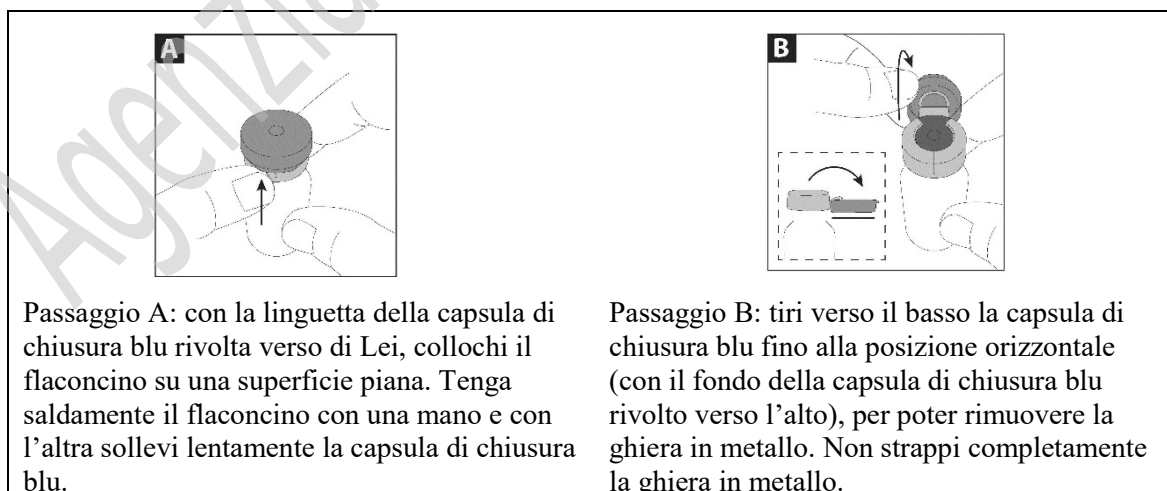 Agenzia
A
B
Passaggio A: con la linguetta della capsula di
chiusura blu rivolta verso di Lei, collochi il
flaconcino su una superficie piana. Tenga
saldamente il flaconcino con una mano e con
l’altra sollevi lentamente la capsula di chiusura
blu.
Passaggio B: tiri verso il basso la capsula di
chiusura blu fino alla posizione orizzontale
(con il fondo della capsula di chiusura blu
rivolto verso l’alto), per poter rimuovere la
ghiera in metallo. Non strappi completamente
la ghiera in metallo.